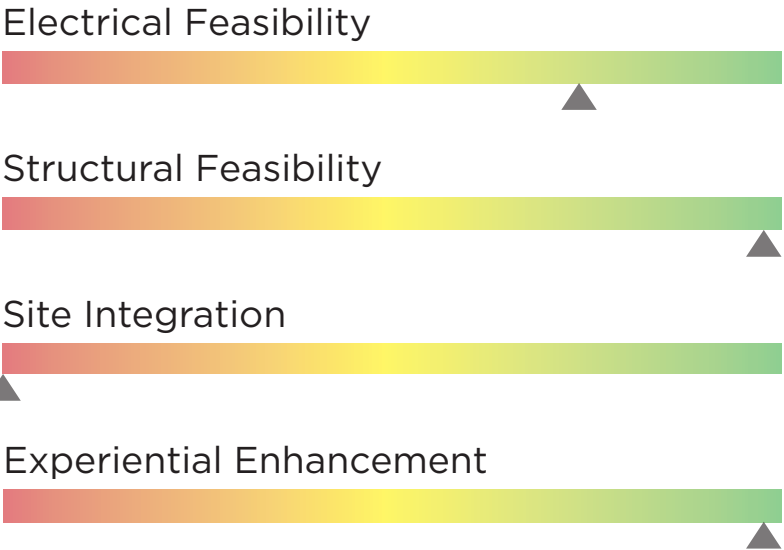 Electrical Feasibility
Structural Feasibility
Site Integration
Experiential Enhancement